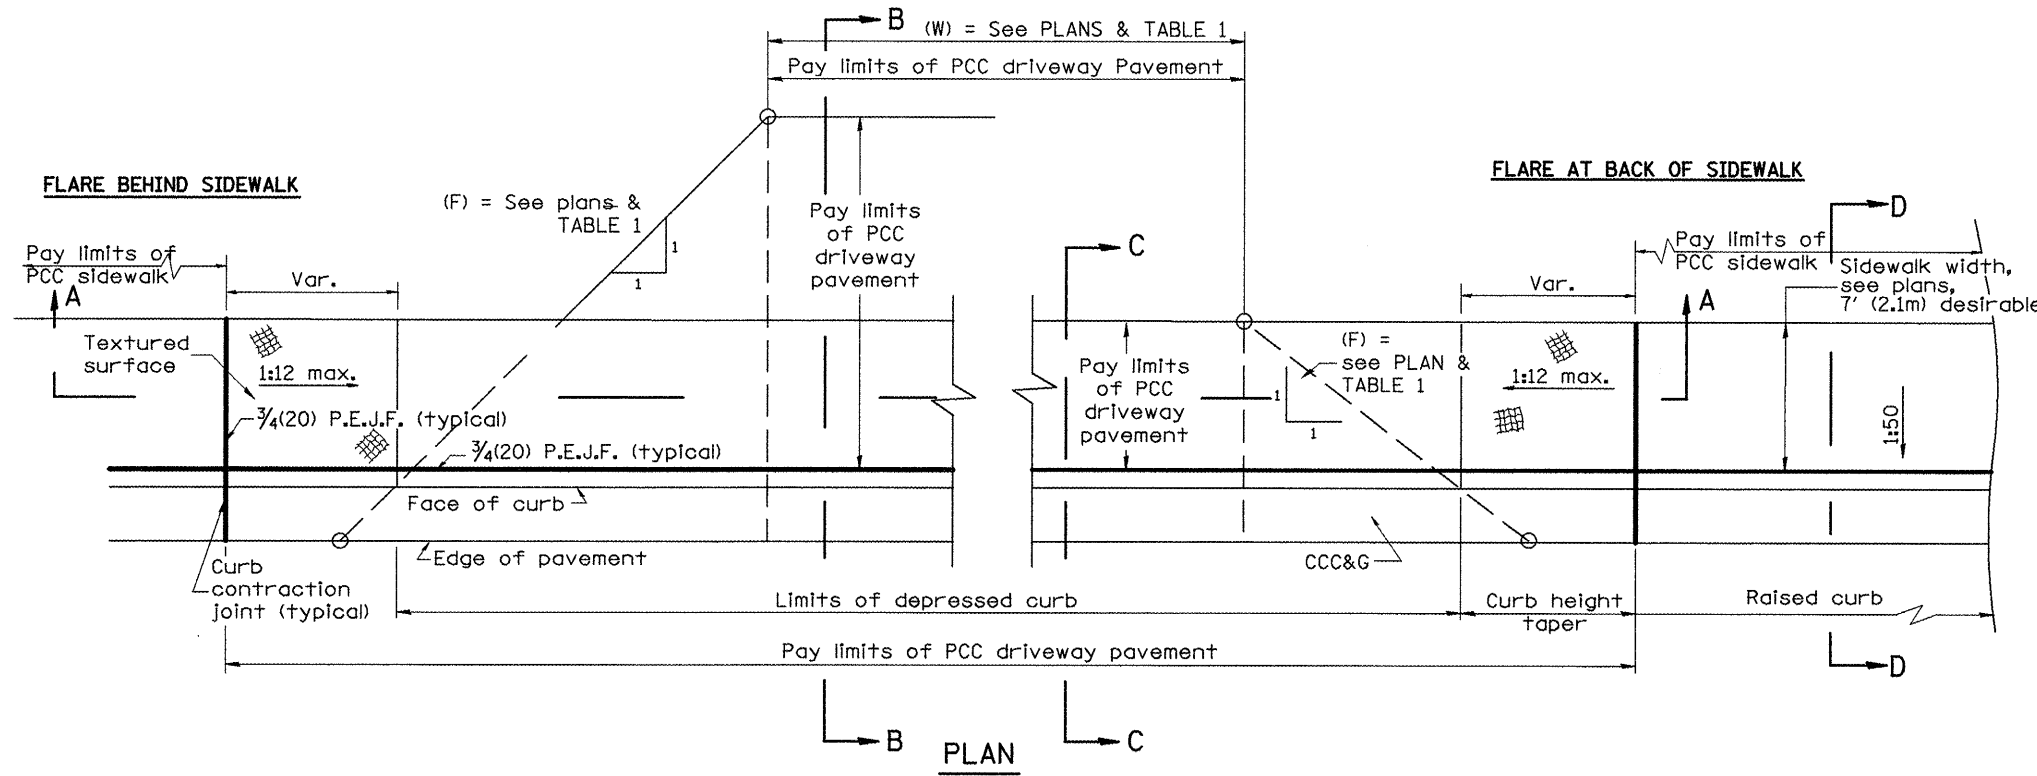 B
(W) = See PLANS & TABLE 1
Pay limits of PCC driveway Pavement
FLARE BEHIND SIDEWALK
FLARE AT BACK OF SIDEWALK
(F) = See plans &
TABLE 1
1
1
Pay limits
of PCC
driveway
pavement
C
D
Pay limits of
PCC sidewalk
A
Var.
Var.
Pay limits of
PCC sidewalk
A
Sidewalk width,
see plans,
7' (2.1m) desirable
Textured
surface
1:12 max.
3/4(20) P.E.J.F. (typical)
3/4(20) P.E.J.F. (typical)
Pay limits
of PCC
driveway
pavement
(F) =
see PLAN &
TABLE 1
1
1
1:12 max.
1:50
Face of curb
Edge of pavement
CCC&G
Curb
contraction
joint (typical)
Limits of depressed curb
Curb height
taper
Raised curb
Pay limits of PCC driveway pavement
D
B
C
PLAN